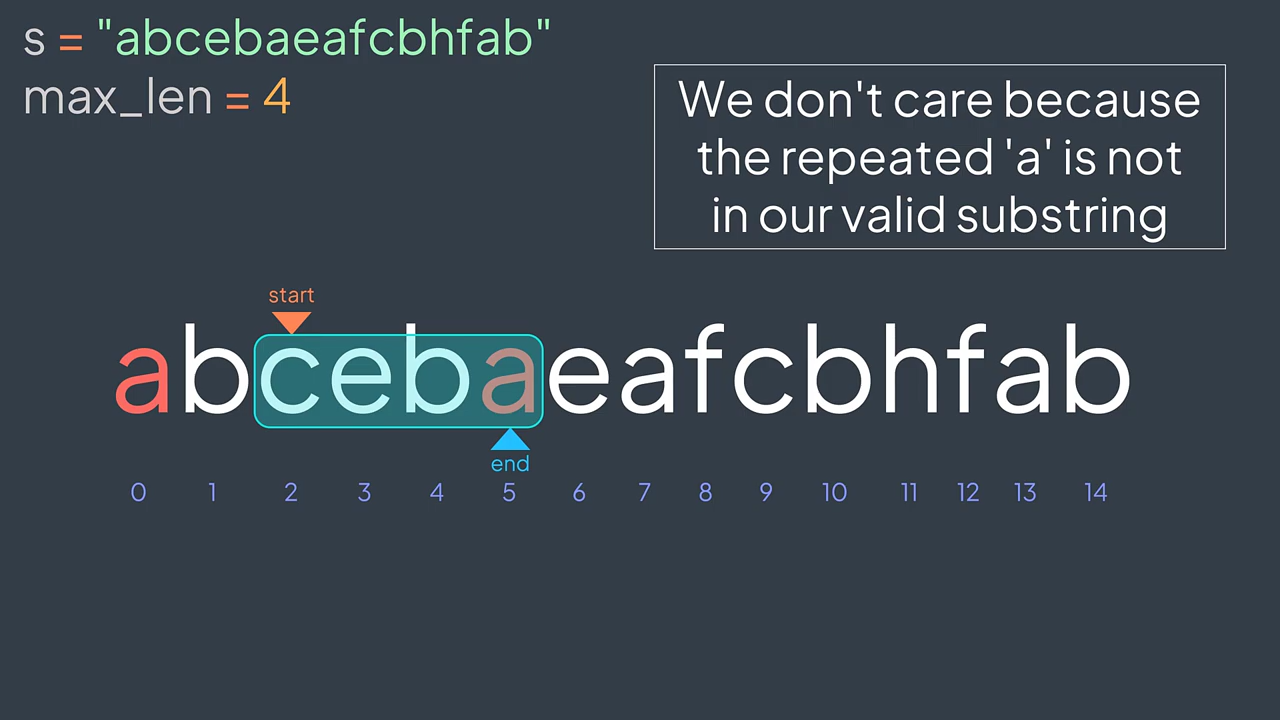 s = "abcebaeafcbhfab"
max_len = 4
We don't care because
the repeated 'a' is not
in our valid substring
start
abcebaeafcbhfab
end
0 1 2 3 4 5 6 7 8 9 10 11 12 13 14